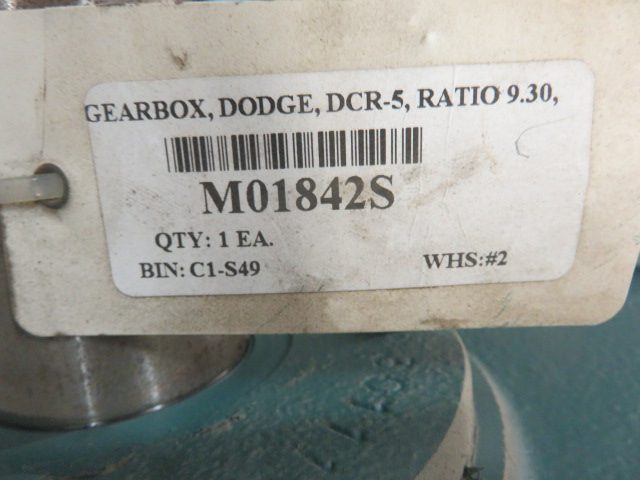 GEARBOX, DODGE, DCR-5, RATIO 9.30,
M01842S
QTY: 1 EA.
BIN: C1-S49 WHS:#2